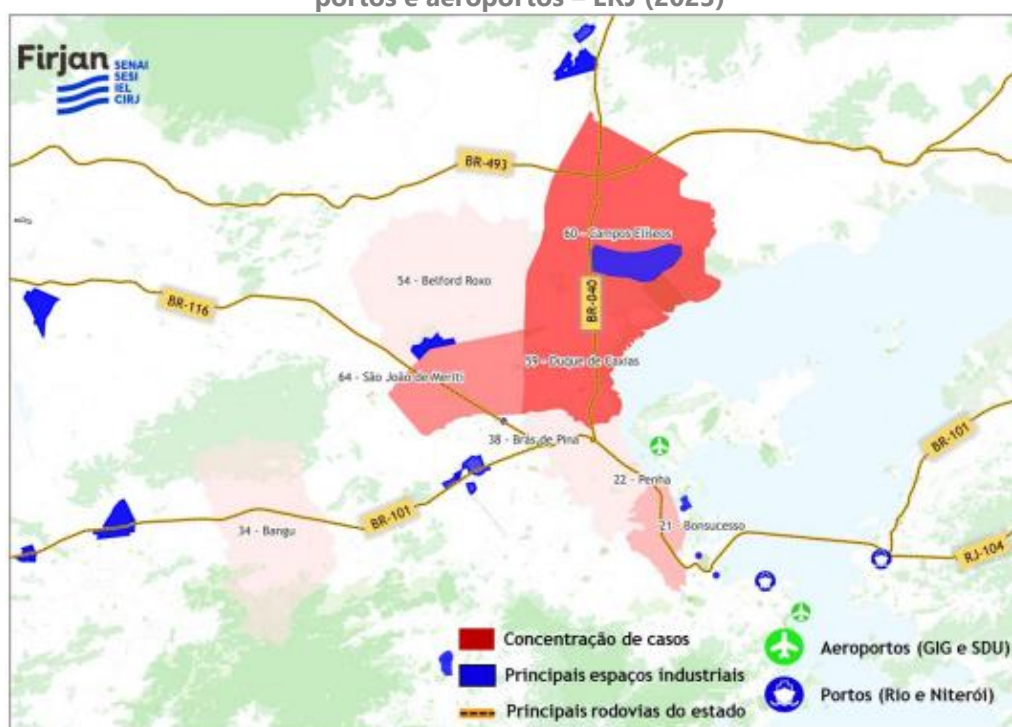 portos e aeroportos – ERJ (2025)
Firjan
SENAI
SESI
IEL
CIRJ
BR-493
60 - Campos Elíseos
54 - Belford Roxo
BR-116
BR-040
59 - Duque de Caxias
64 - São João de Meriti
38 - Brás de Pina
BR-101
22 - Penha
BR-101
21 - Bonsucesso
34 - Bangu
RJ-104
Concentração de casos
Aeroportos (GIG e SDU)
Principais espaços industriais
Portos (Rio e Niterói)
Principais rodovias do estado